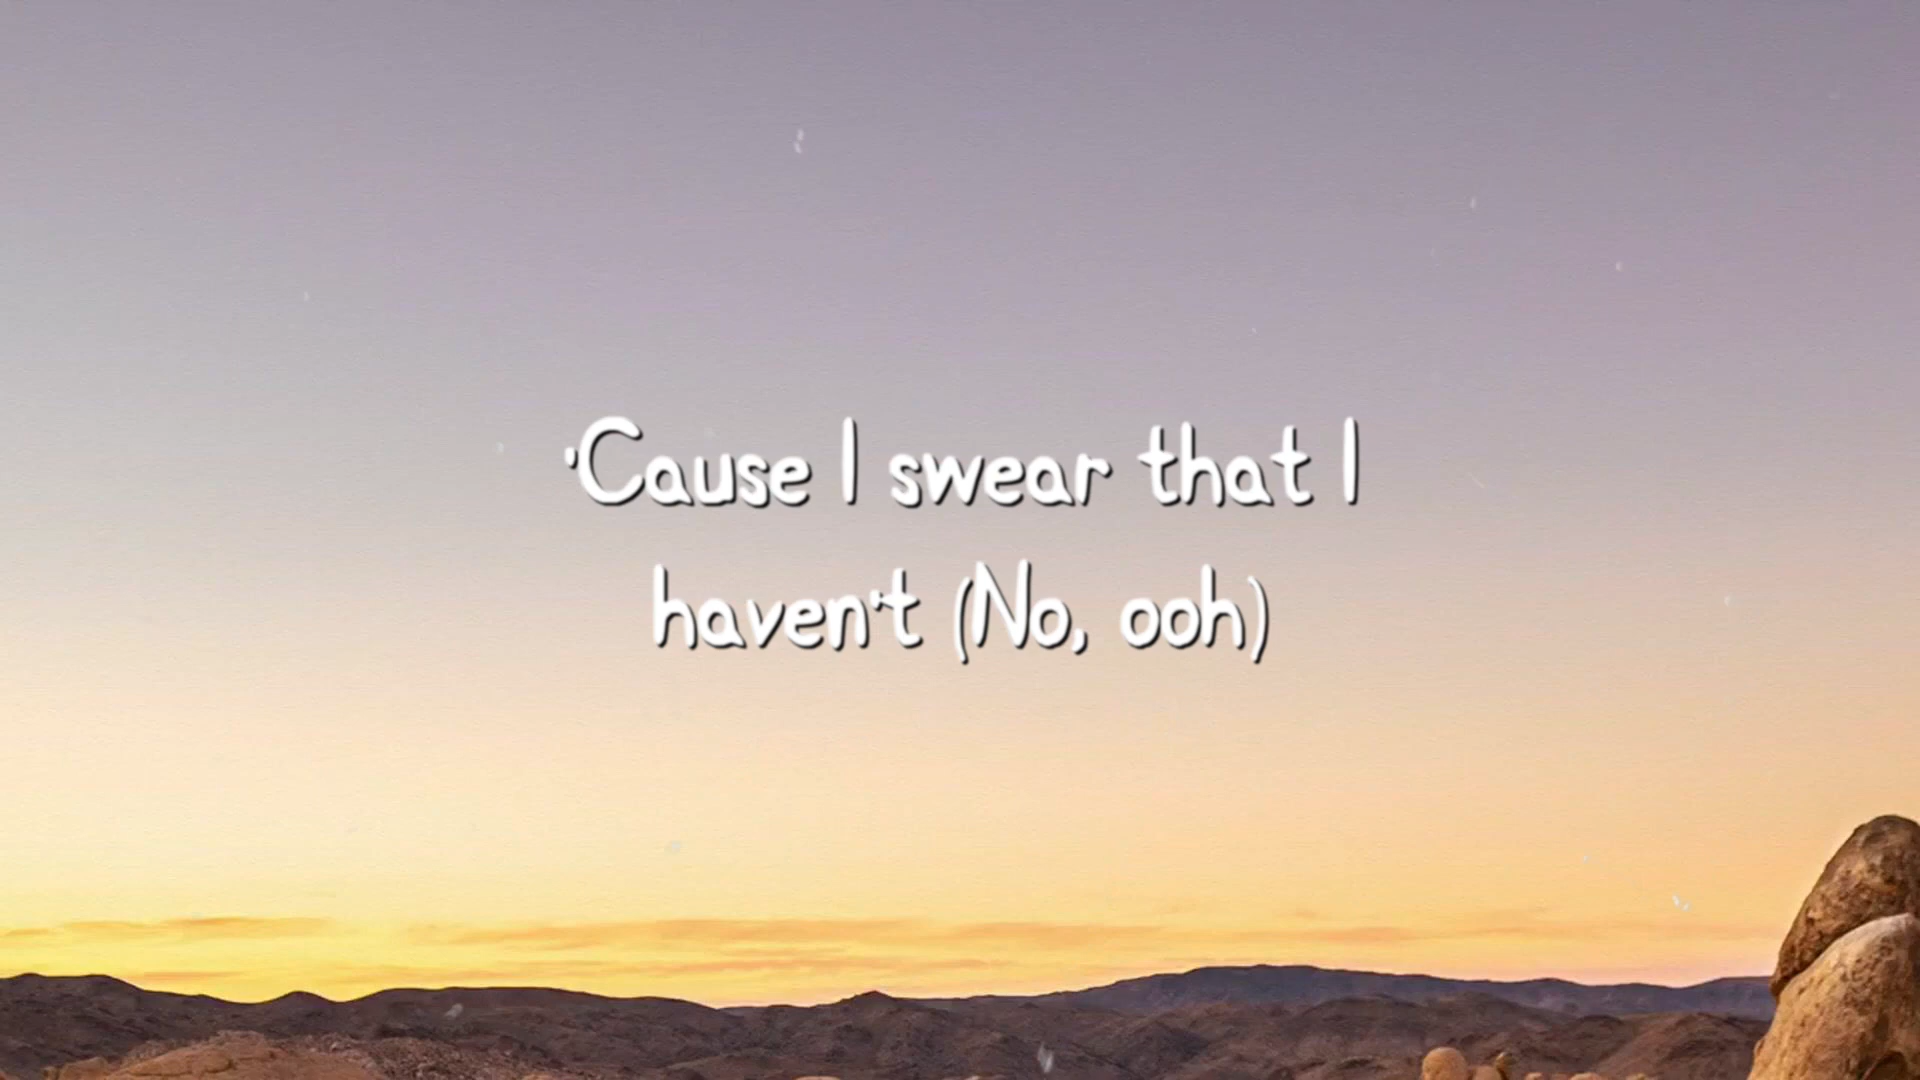 'Cause I swear that I
haven't (No, ooh)